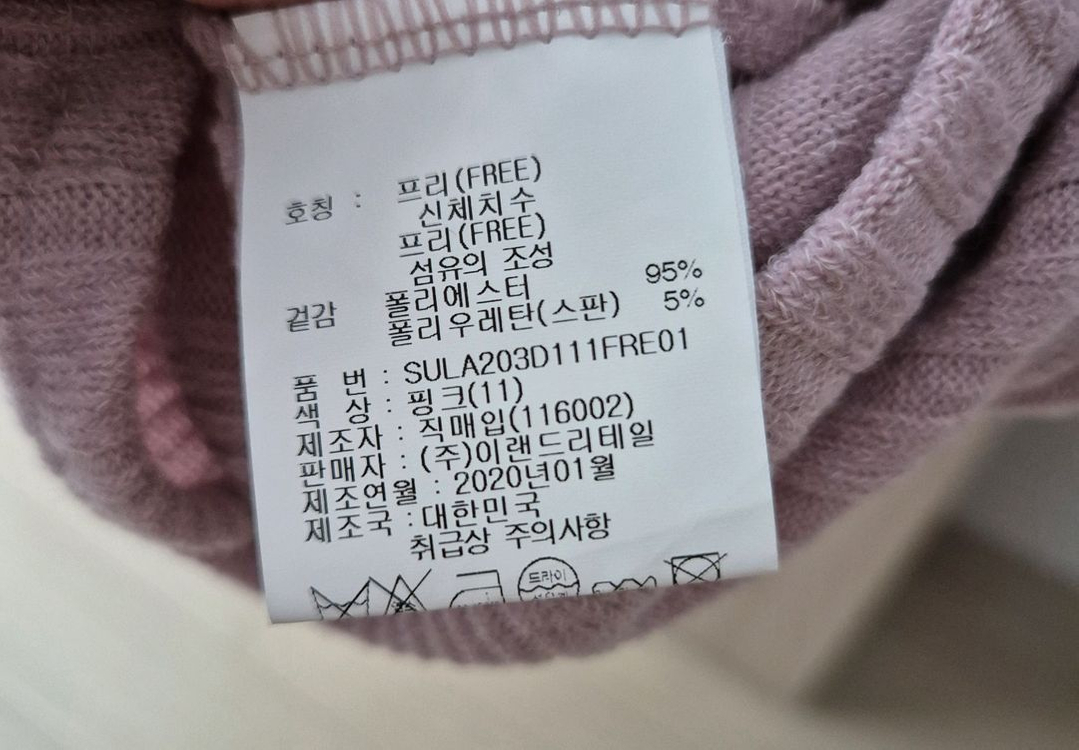 호칭 : 프리(FREE)
신체치수
프리(FREE)
섬유의 조성
겉감 폴리에스터 95%
폴리우레탄(스판) 5%
품 번 : SULA203D111FRE01
색 상 : 핑크(11)
제조자 : 직매입(116002)
판매자 : (주)이랜드리테일
제조연월 : 2020년01월
제조국 : 대한민국
취급상 주의사항
드라이